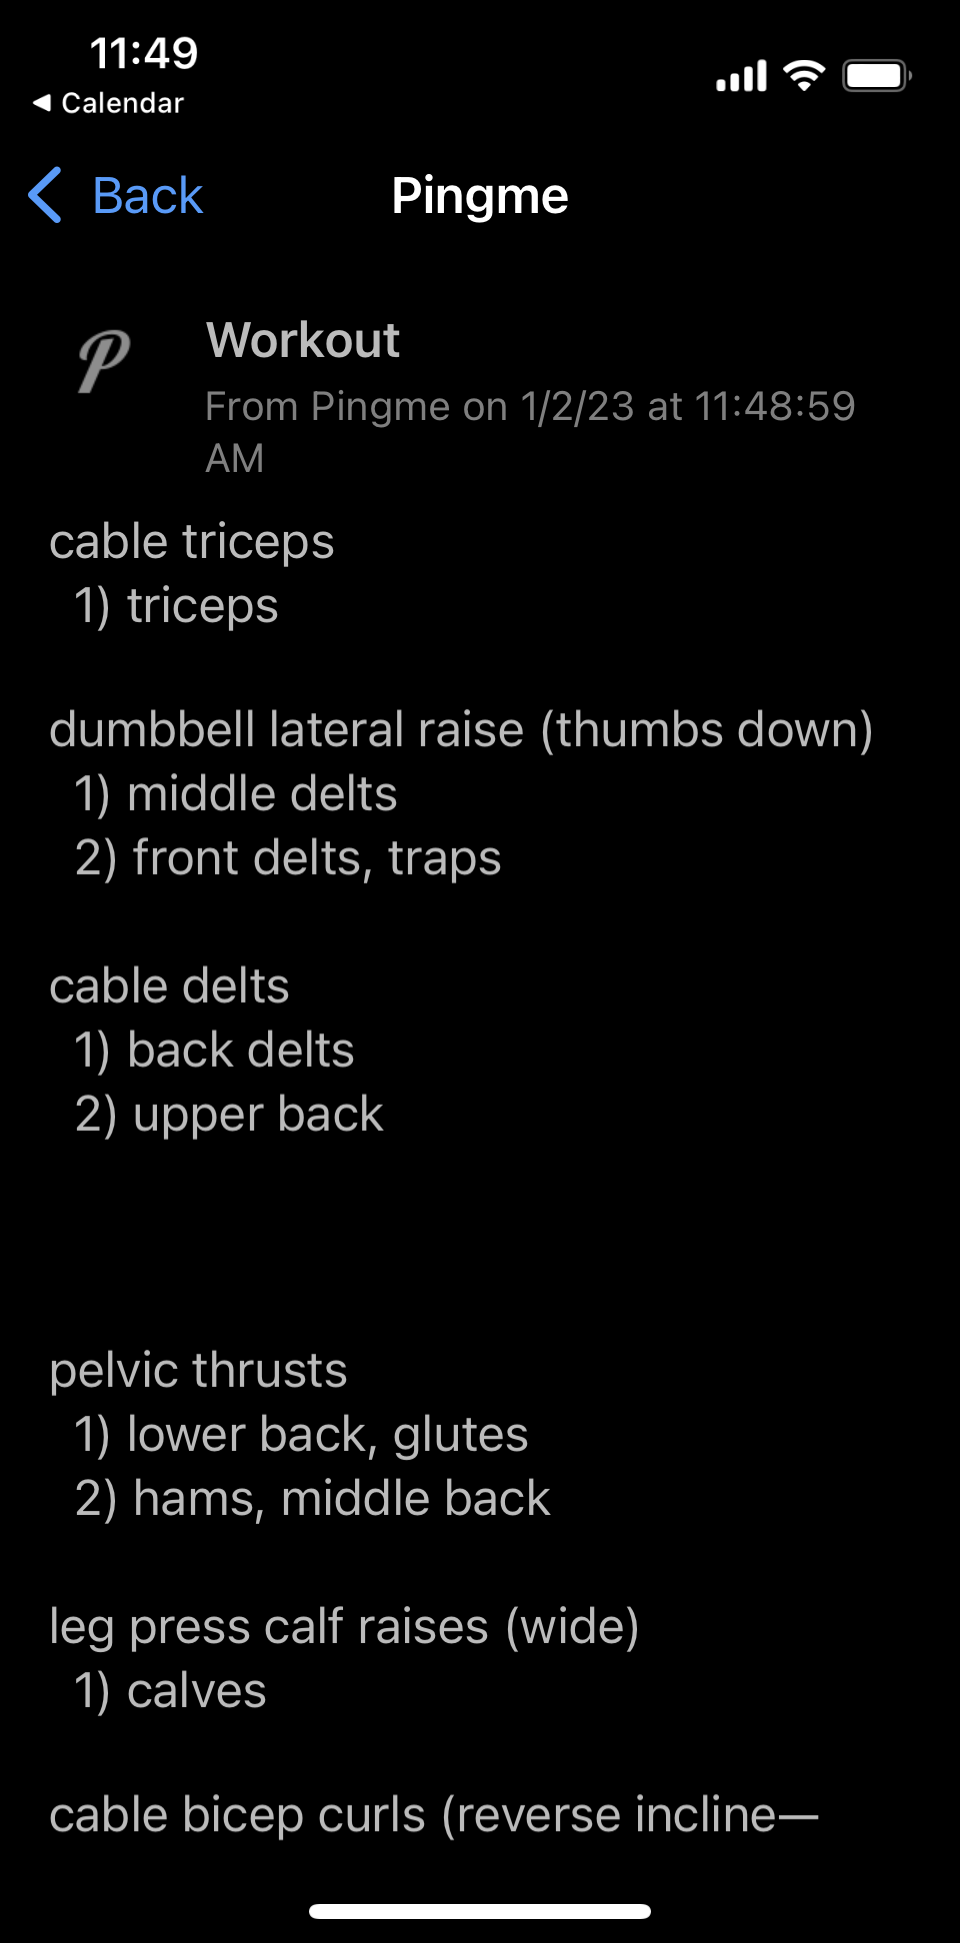 11:49
◀ Calendar
Back
Pingme
P
Workout
From Pingme on 1/2/23 at 11:48:59
AM
cable triceps
1) triceps
dumbbell lateral raise (thumbs down)
1) middle delts
2) front delts, traps
cable delts
1) back delts
2) upper back
pelvic thrusts
1) lower back, glutes
2) hams, middle back
leg press calf raises (wide)
1) calves
cable bicep curls (reverse incline—